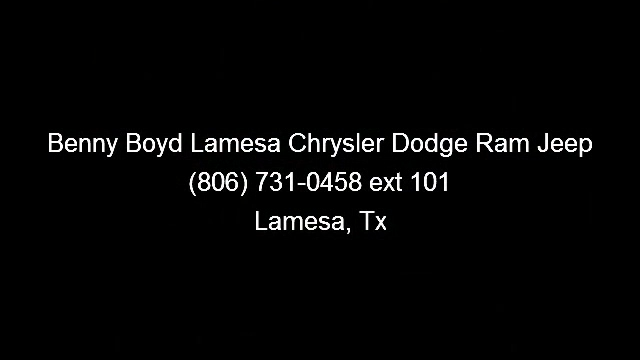 Benny Boyd Lamesa Chrysler Dodge Ram Jeep
(806) 731-0458 ext 101
Lamesa, Tx